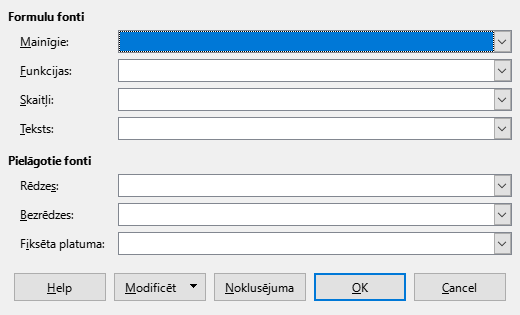 Formulu fonti
Mainīgie:
Funkcijas:
Skaitļi:
Teksts:
Pielāgotie fonti
Rēdzes:
Bezrēdzes:
Fiksēta platuma:
Help Modificēt Noklusējuma OK Cancel